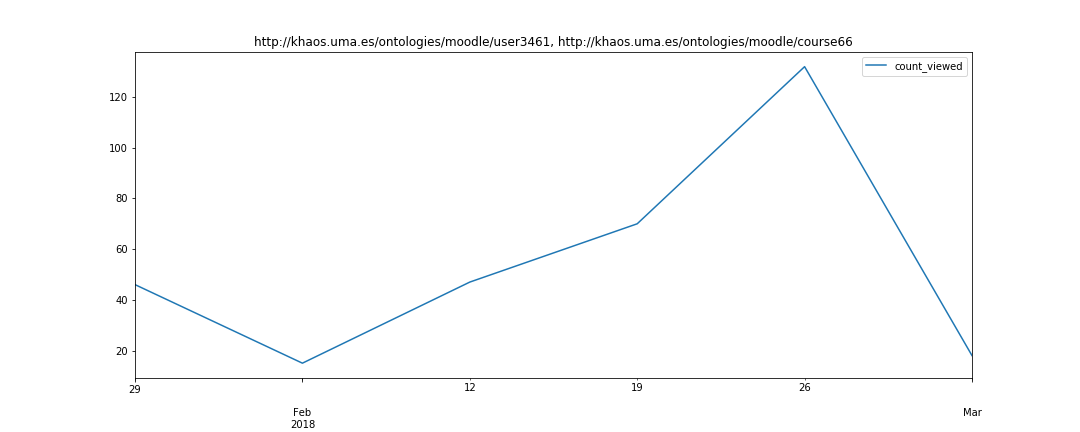 http://khaos.uma.es/ontologies/moodle/user3461, http://khaos.uma.es/ontologies/moodle/course66
count_viewed
120
100
80
60
40
20
29
12
19
26
Feb
Mar
2018